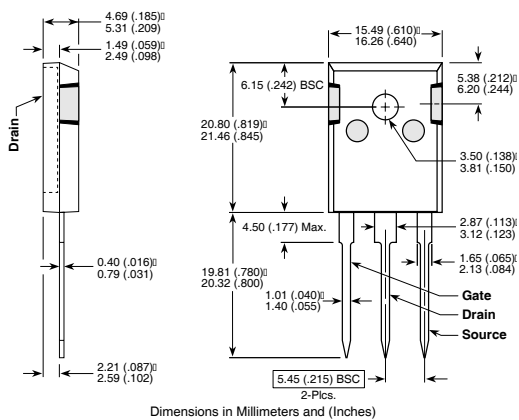 4.69 (.185)
5.31 (.209)
1.49 (.059)
2.49 (.098)
Drain
0.40 (.016)
0.79 (.031)
2.21 (.087)
2.59 (.102)
15.49 (.610)
16.26 (.640)
6.15 (.242) BSC
5.38 (.212)
6.20 (.244)
20.80 (.819)
21.46 (.845)
3.50 (.138)
3.81 (.150)
4.50 (.177) Max.
2.87 (.113)
3.12 (.123)
19.81 (.780)
20.32 (.800)
1.65 (.065)
2.13 (.084)
1.01 (.040)
1.40 (.055)
Gate
Drain
Source
5.45 (.215) BSC
2-Plcs.
Dimensions in Millimeters and (Inches)